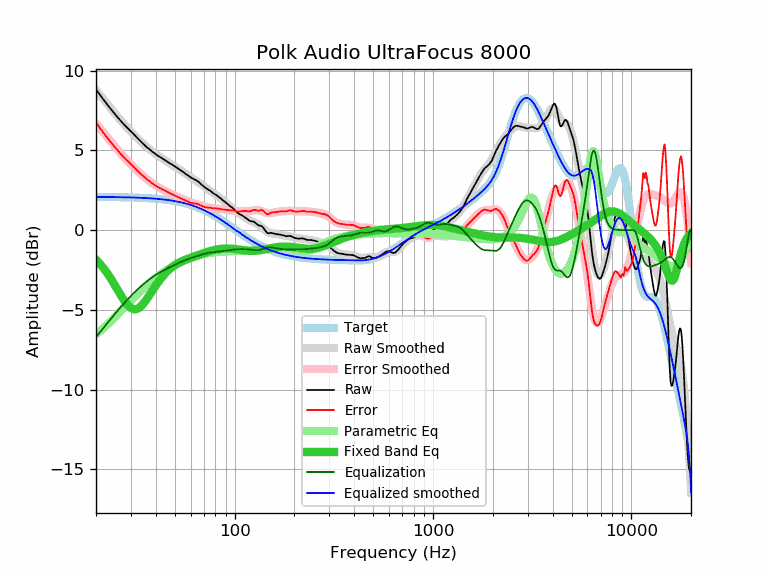 Polk Audio UltraFocus 8000
10
5
0
−5
−10
−15
Amplitude (dBr)
Target
Raw Smoothed
Error Smoothed
Raw
Error
Parametric Eq
Fixed Band Eq
Equalization
Equalized smoothed
100
1000
10000
Frequency (Hz)